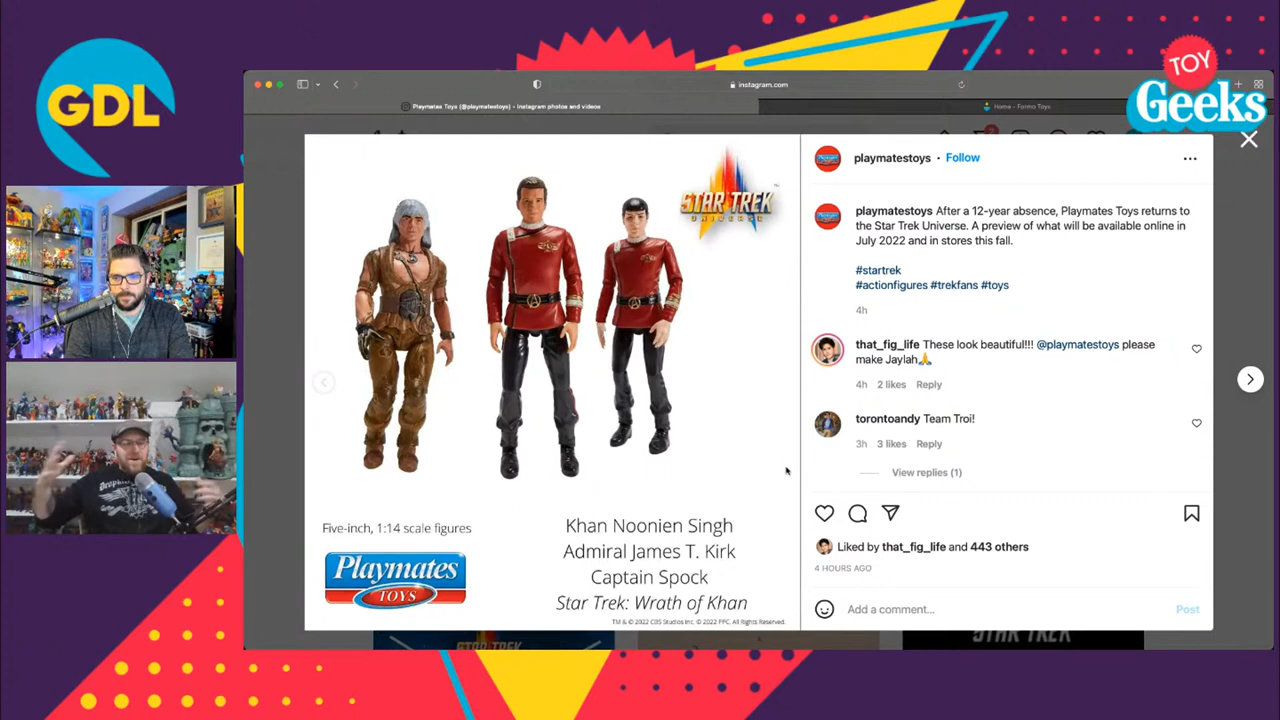 GDL
TOY
Geeks
instagram.com
Playmates Toys (@playmatestoys) • Instagram photos and videos
Home - Formo Toys
STAR TREK
UNIVERSE
™
playmatestoys • Follow
playmatestoys After a 12-year absence, Playmates Toys returns to
the Star Trek Universe. A preview of what will be available online in
July 2022 and in stores this fall.
#startrek
#actionfigures #trekfans #toys
4h
that_fig_life These look beautiful!!! @playmatestoys please
make Jaylah🙏
4h 2 likes Reply
torontoandy Team Troi!
3h 3 likes Reply
View replies (1)
Liked by that_fig_life and 443 others
4 HOURS AGO
Add a comment... Post
Five-inch, 1:14 scale figures
Playmates
TOYS
Khan Noonien Singh
Admiral James T. Kirk
Captain Spock
Star Trek: Wrath of Khan
TM & © 2022 CBS Studios Inc. © 2022 PPC. All Rights Reserved.
STAR TREK
STAR TREK